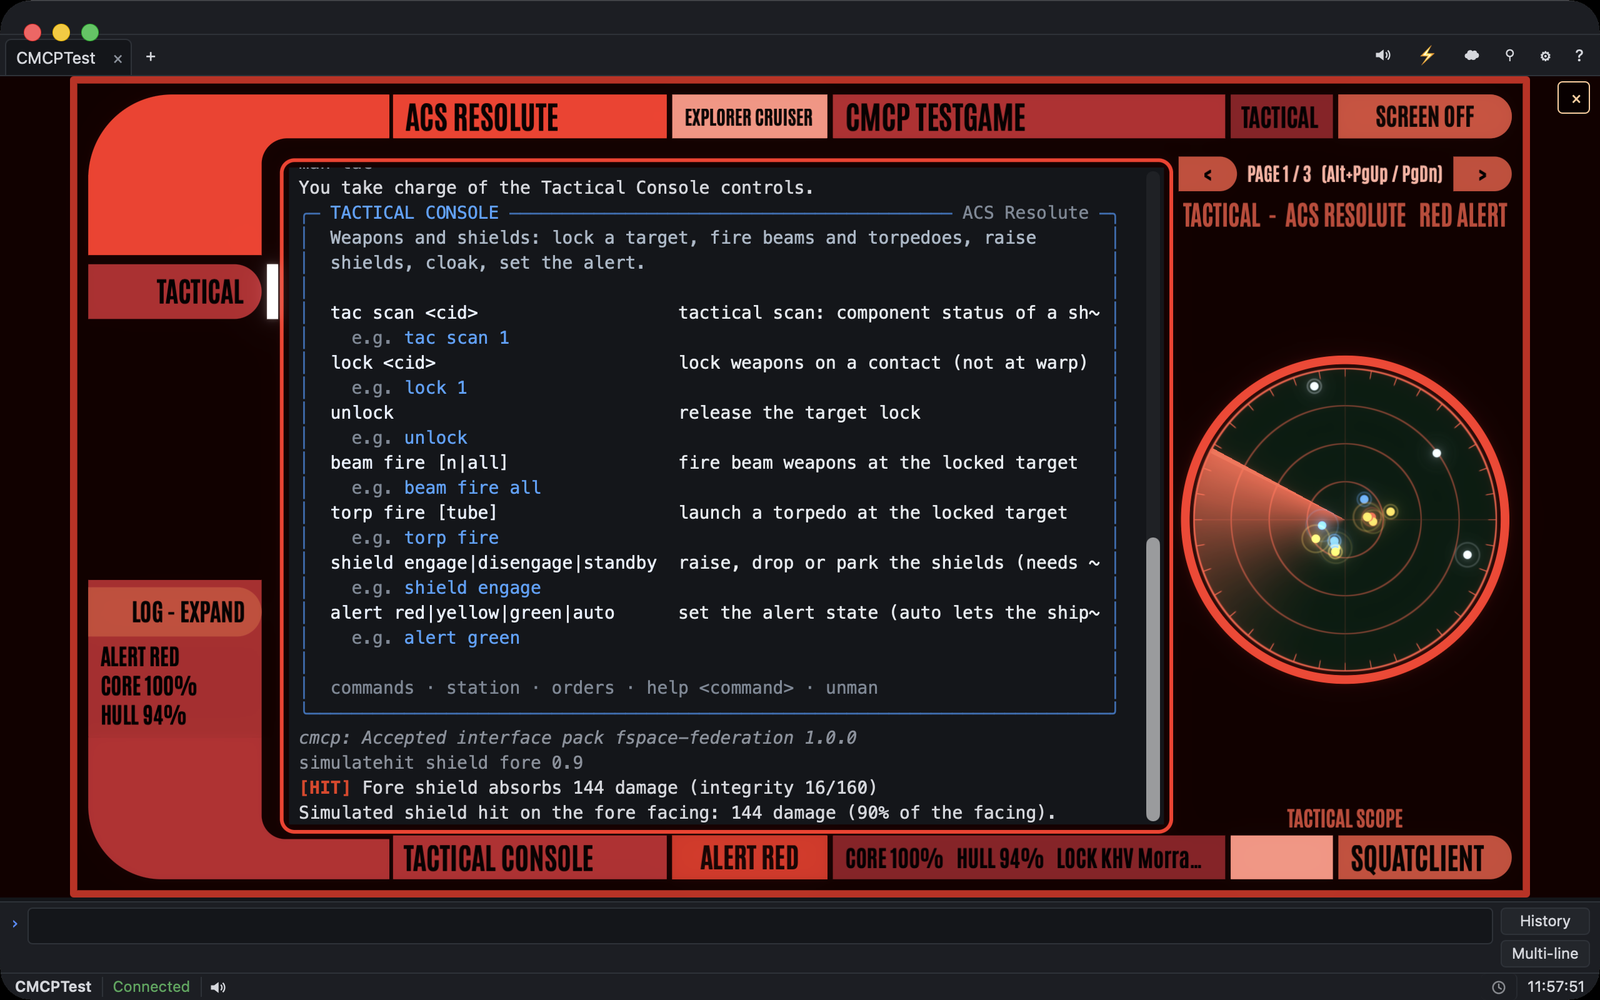 CMCPTest × +
?
×
ACS RESOLUTE EXPLORER CRUISER CMCP TESTGAME TACTICAL SCREEN OFF
< PAGE 1 / 3 (Alt+PgUp / PgDn) >
TACTICAL - ACS RESOLUTE RED ALERT
TACTICAL
You take charge of the Tactical Console controls.
TACTICAL CONSOLE ACS Resolute
Weapons and shields: lock a target, fire beams and torpedoes, raise
shields, cloak, set the alert.
tac scan <cid> tactical scan: component status of a sh~
e.g. tac scan 1
lock <cid> lock weapons on a contact (not at warp)
e.g. lock 1
unlock release the target lock
e.g. unlock
beam fire [n|all] fire beam weapons at the locked target
e.g. beam fire all
torp fire [tube] launch a torpedo at the locked target
e.g. torp fire
shield engage|disengage|standby raise, drop or park the shields (needs ~
e.g. shield engage
alert red|yellow|green|auto set the alert state (auto lets the ship~
e.g. alert green
commands · station · orders · help <command> · unman
cmcp: Accepted interface pack fspace-federation 1.0.0
simulatehit shield fore 0.9
[HIT] Fore shield absorbs 144 damage (integrity 16/160)
Simulated shield hit on the fore facing: 144 damage (90% of the facing).
LOG - EXPAND
ALERT RED
CORE 100%
HULL 94%
TACTICAL SCOPE
TACTICAL CONSOLE ALERT RED CORE 100% HULL 94% LOCK KHV Morra... SQUATCLIENT
›
History
Multi-line
CMCPTest Connected 11:57:51